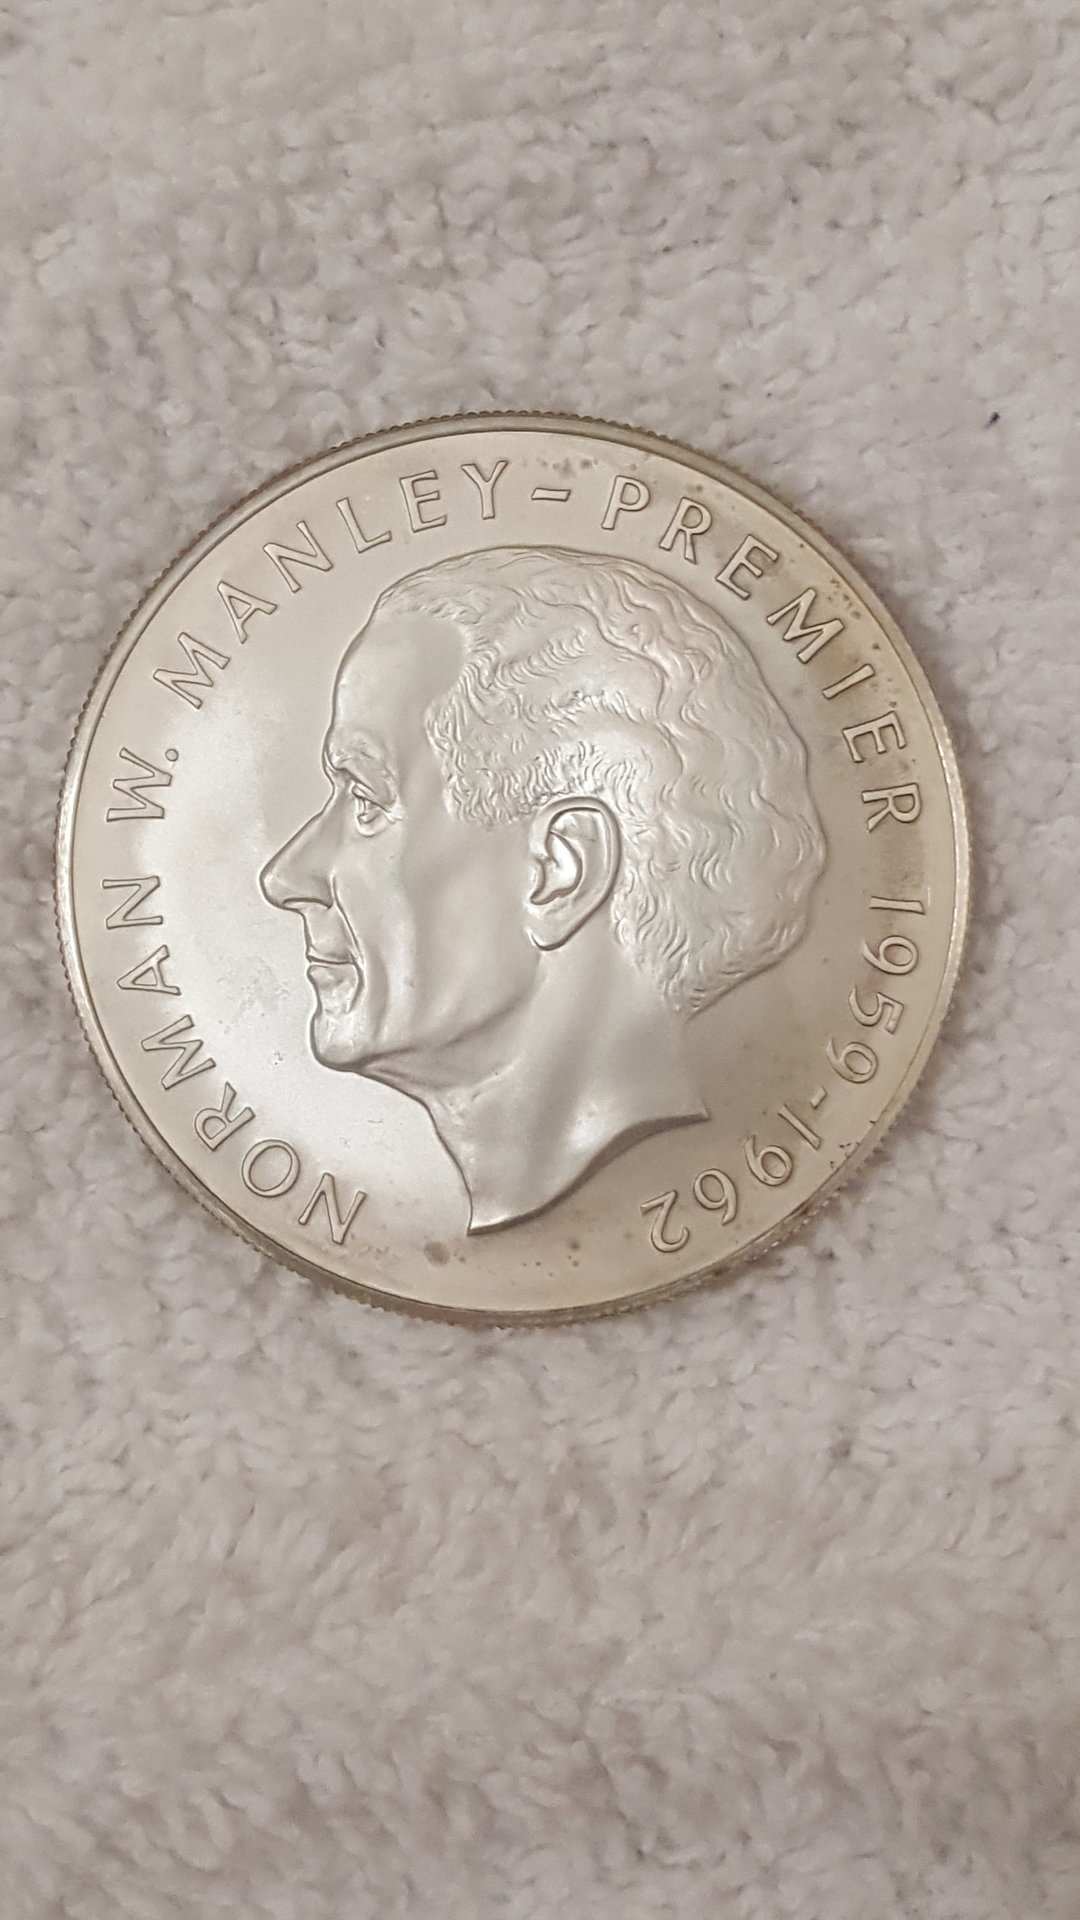 NORMAN W. MANLEY – PREMIER 1959-1962